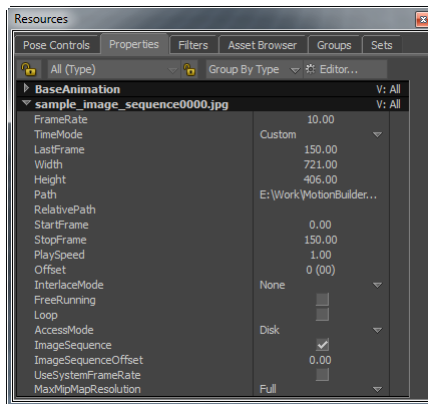 Resources
Pose Controls Properties Filters Asset Browser Groups Sets
All (Type) Group By Type Editor...
BaseAnimation V: All
sample_image_sequence0000.jpg V: All
FrameRate 10.00
TimeMode Custom
LastFrame 150.00
Width 721.00
Height 406.00
Path E:\Work\MotionBuilder...
RelativePath
StartFrame 0.00
StopFrame 150.00
PlaySpeed 1.00
Offset 0 (00)
InterlaceMode None
FreeRunning
Loop
AccessMode Disk
ImageSequence
ImageSequenceOffset 0.00
UseSystemFrameRate
MaxMipMapResolution Full